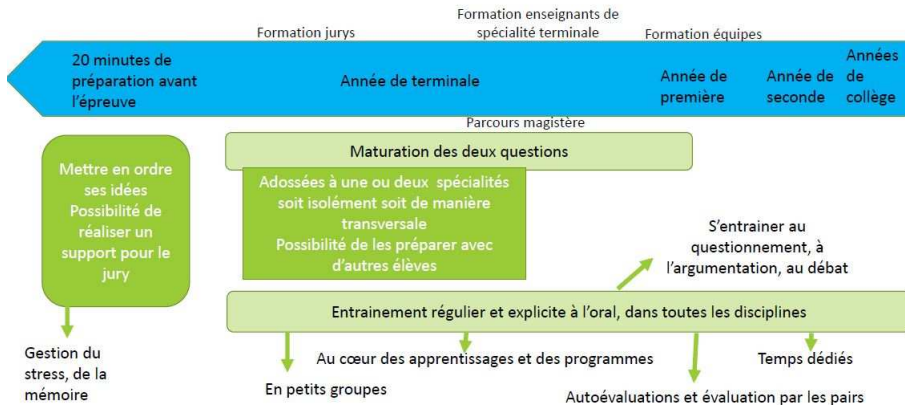 Formation jurys
Formation enseignants de
spécialité terminale
Formation équipes
20 minutes de
préparation avant
l'épreuve
Année de terminale
Année de
première
Année de
seconde
Années
de
collège
Parcours magistère
Maturation des deux questions
Mettre en ordre
ses idées
Possibilité de
réaliser un
support pour le
jury
Adossées à une ou deux spécialités
soit isolément soit de manière
transversale
Possibilité de les préparer avec
d'autres élèves
S'entrainer au
questionnement, à
l'argumentation, au débat
Entrainement régulier et explicite à l'oral, dans toutes les disciplines
Gestion du
stress, de la
mémoire
Au cœur des apprentissages et des programmes
Temps dédiés
En petits groupes
Autoévaluations et évaluation par les pairs